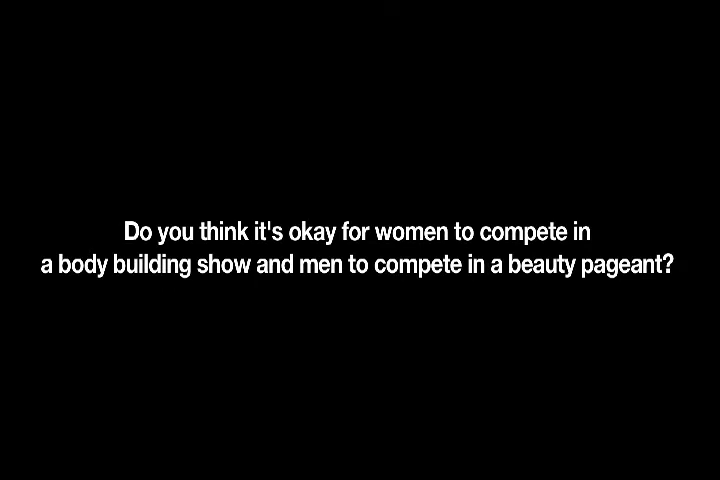 Do you think it's okay for women to compete in
a body building show and men to compete in a beauty pageant?